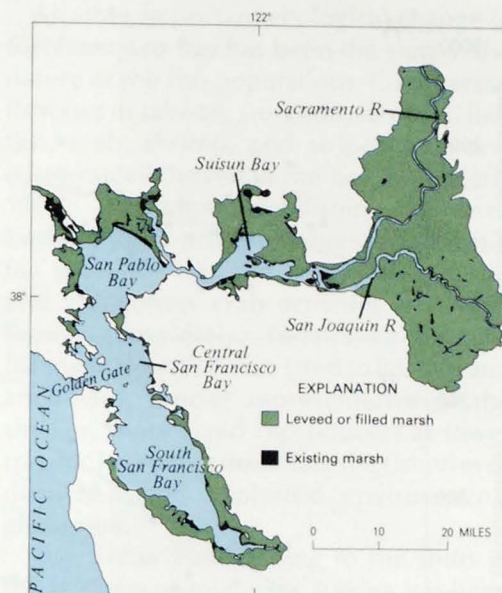 122°
Sacramento R
Suisun Bay
San Pablo
Bay
38°
San Joaquin R
Central
San Francisco
Bay
Golden Gate
EXPLANATION
Leveed or filled marsh
Existing marsh
South
San Francisco
Bay
0 10 20 MILES
PACIFIC OCEAN